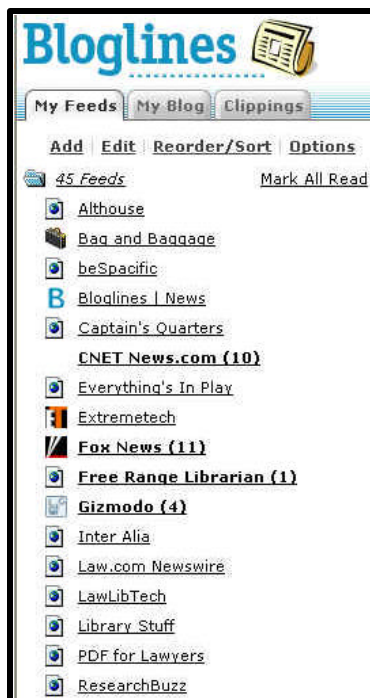 Bloglines
My Feeds My Blog Clippings
Add | Edit | Reorder/Sort | Options
45 Feeds Mark All Read
Althouse
Bag and Baggage
beSpacific
B Bloglines | News
Captain's Quarters
CNET News.com (10)
Everything's In Play
Extremetech
Fox News (11)
Free Range Librarian (1)
Gizmodo (4)
Inter Alia
Law.com Newswire
LawLibTech
Library Stuff
PDF for Lawyers
ResearchBuzz